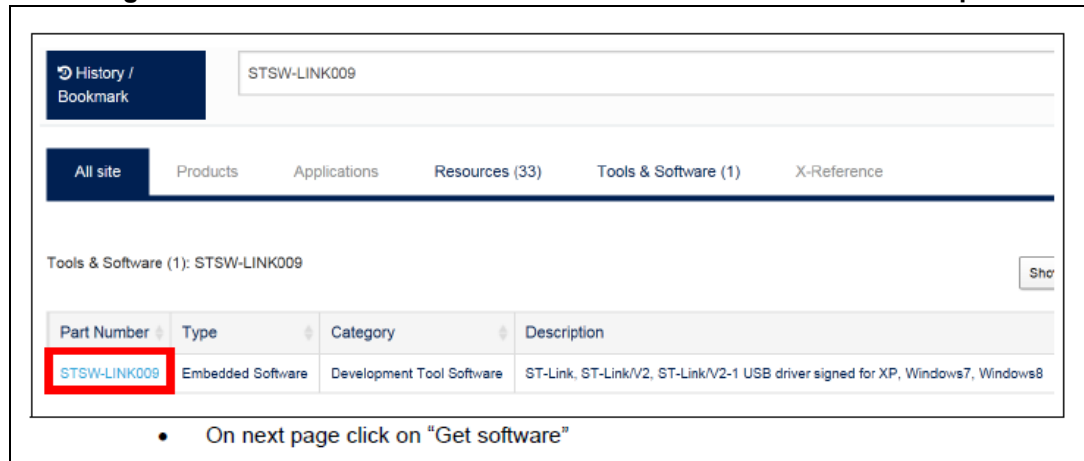 History /
Bookmark
STSW-LINK009
All site Products Applications Resources (33) Tools & Software (1) X-Reference
Tools & Software (1): STSW-LINK009
Part Number Type Category Description
STSW-LINK009 Embedded Software Development Tool Software ST-Link, ST-Link/V2, ST-Link/V2-1 USB driver signed for XP, Windows7, Windows8
• On next page click on “Get software”